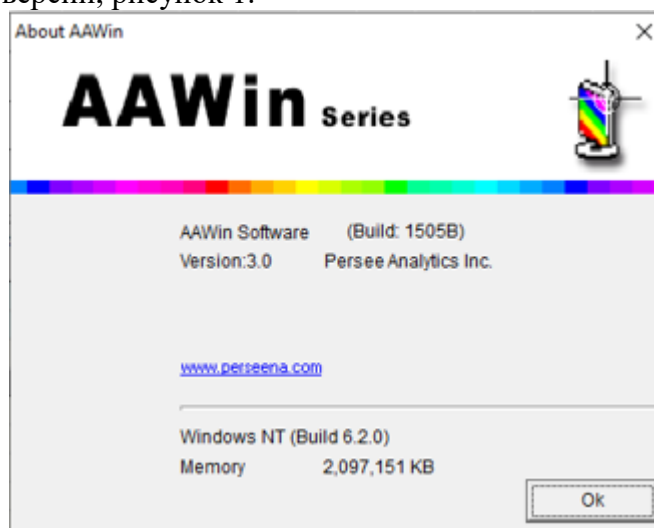 About AAWin
AAWin Series
AAWin Software (Build: 1505B)
Version:3.0 Persee Analytics Inc.
www.perseena.com
Windows NT (Build 6.2.0)
Memory 2,097,151 KB
Ok